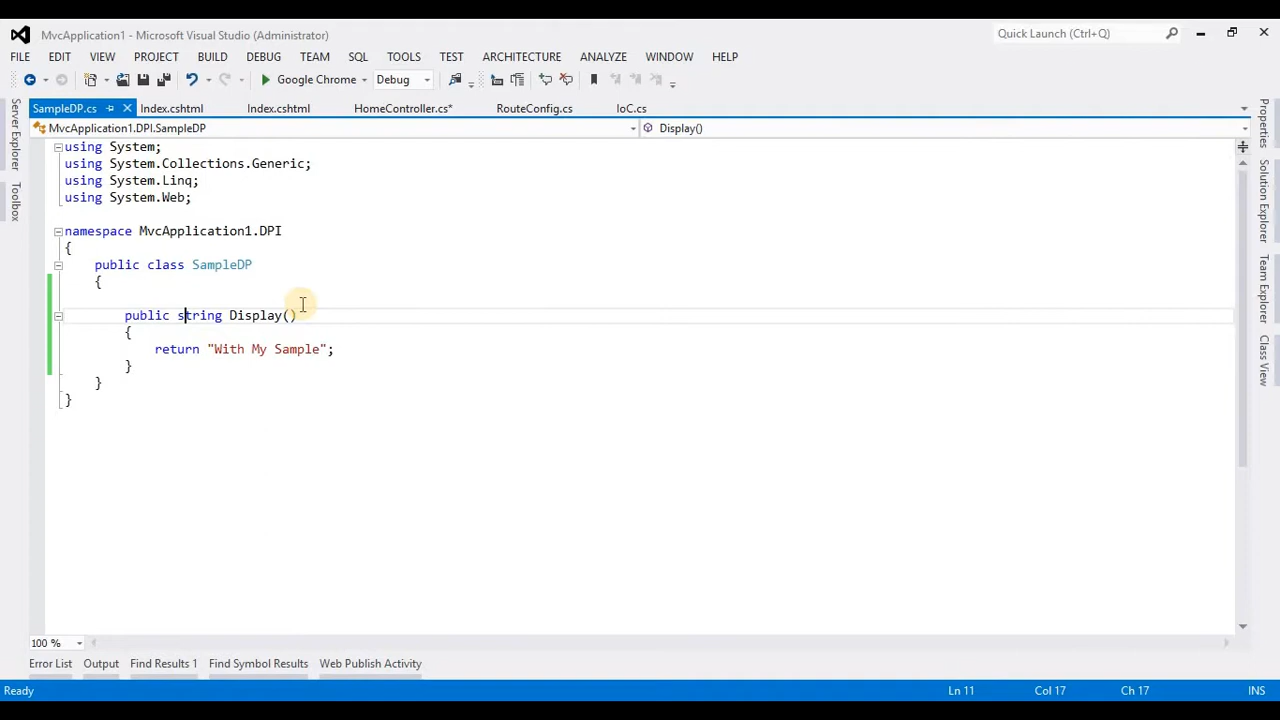 MvcApplication1 - Microsoft Visual Studio (Administrator)
Quick Launch (Ctrl+Q)
FILE EDIT VIEW PROJECT BUILD DEBUG TEAM SQL TOOLS TEST ARCHITECTURE ANALYZE WINDOW HELP
Google Chrome Debug
SampleDP.cs Index.cshtml Index.cshtml HomeController.cs* RouteConfig.cs IoC.cs
MvcApplication1.DPI.SampleDP Display()
using System;
using System.Collections.Generic;
using System.Linq;
using System.Web;
namespace MvcApplication1.DPI
{
public class SampleDP
{
public string Display()
{
return "With My Sample";
}
}
}
Server Explorer
Toolbox
Properties
Solution Explorer
Team Explorer
Class View
100 %
Error List Output Find Results 1 Find Symbol Results Web Publish Activity
Ready Ln 11 Col 17 Ch 17 INS